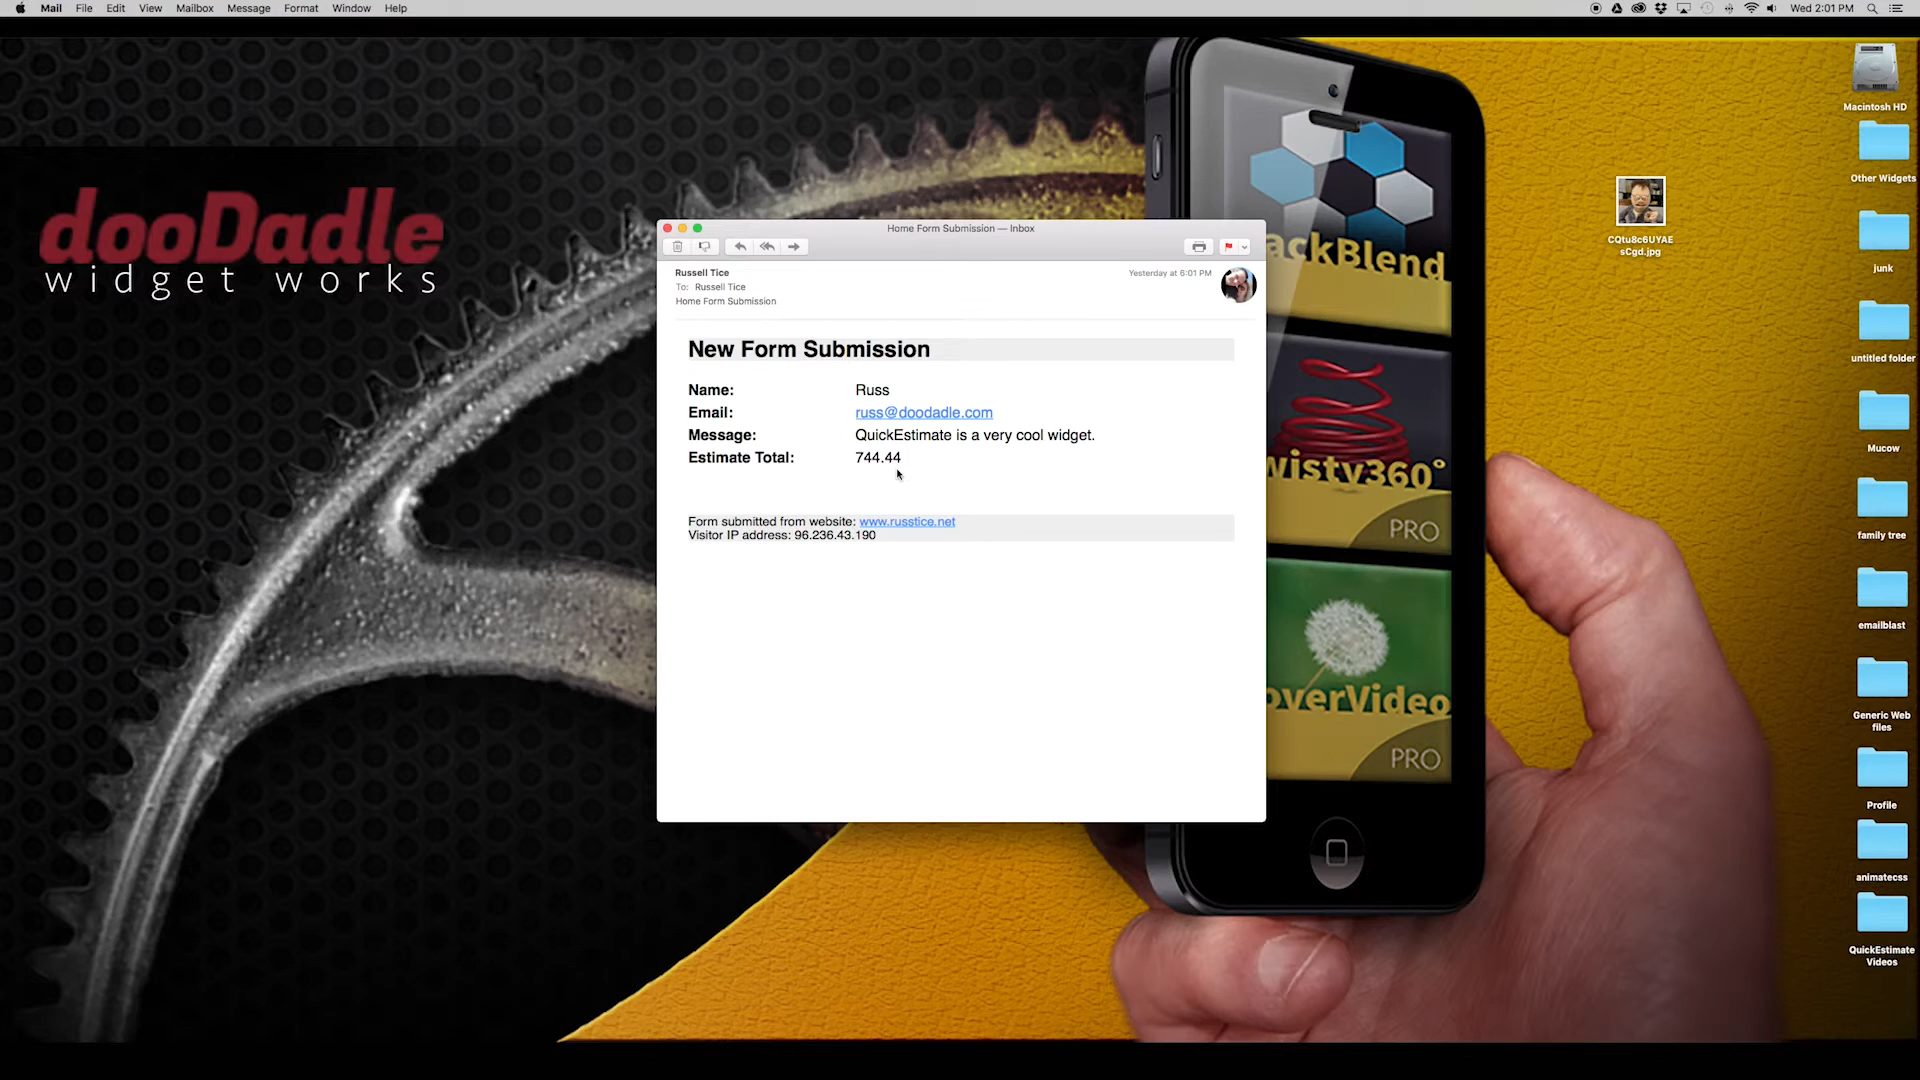 Mail File Edit View Mailbox Message Format Window Help
Wed 2:01 PM
dooDadle
widget works
Home Form Submission — Inbox
Russell Tice
Yesterday at 6:01 PM
To: Russell Tice
Home Form Submission
New Form Submission
Name: Russ
Email: russ@doodadle.com
Message: QuickEstimate is a very cool widget.
Estimate Total: 744.44
Form submitted from website: www.russtice.net
Visitor IP address: 96.236.43.190
ackBlend
wisty360°
PRO
overVideo
PRO
CQtu8c6UYAE
sCgd.jpg
Macintosh HD
Other Widgets
junk
untitled folder
Mucow
family tree
emailblast
Generic Web
files
Profile
animatecss
QuickEstimate
Videos